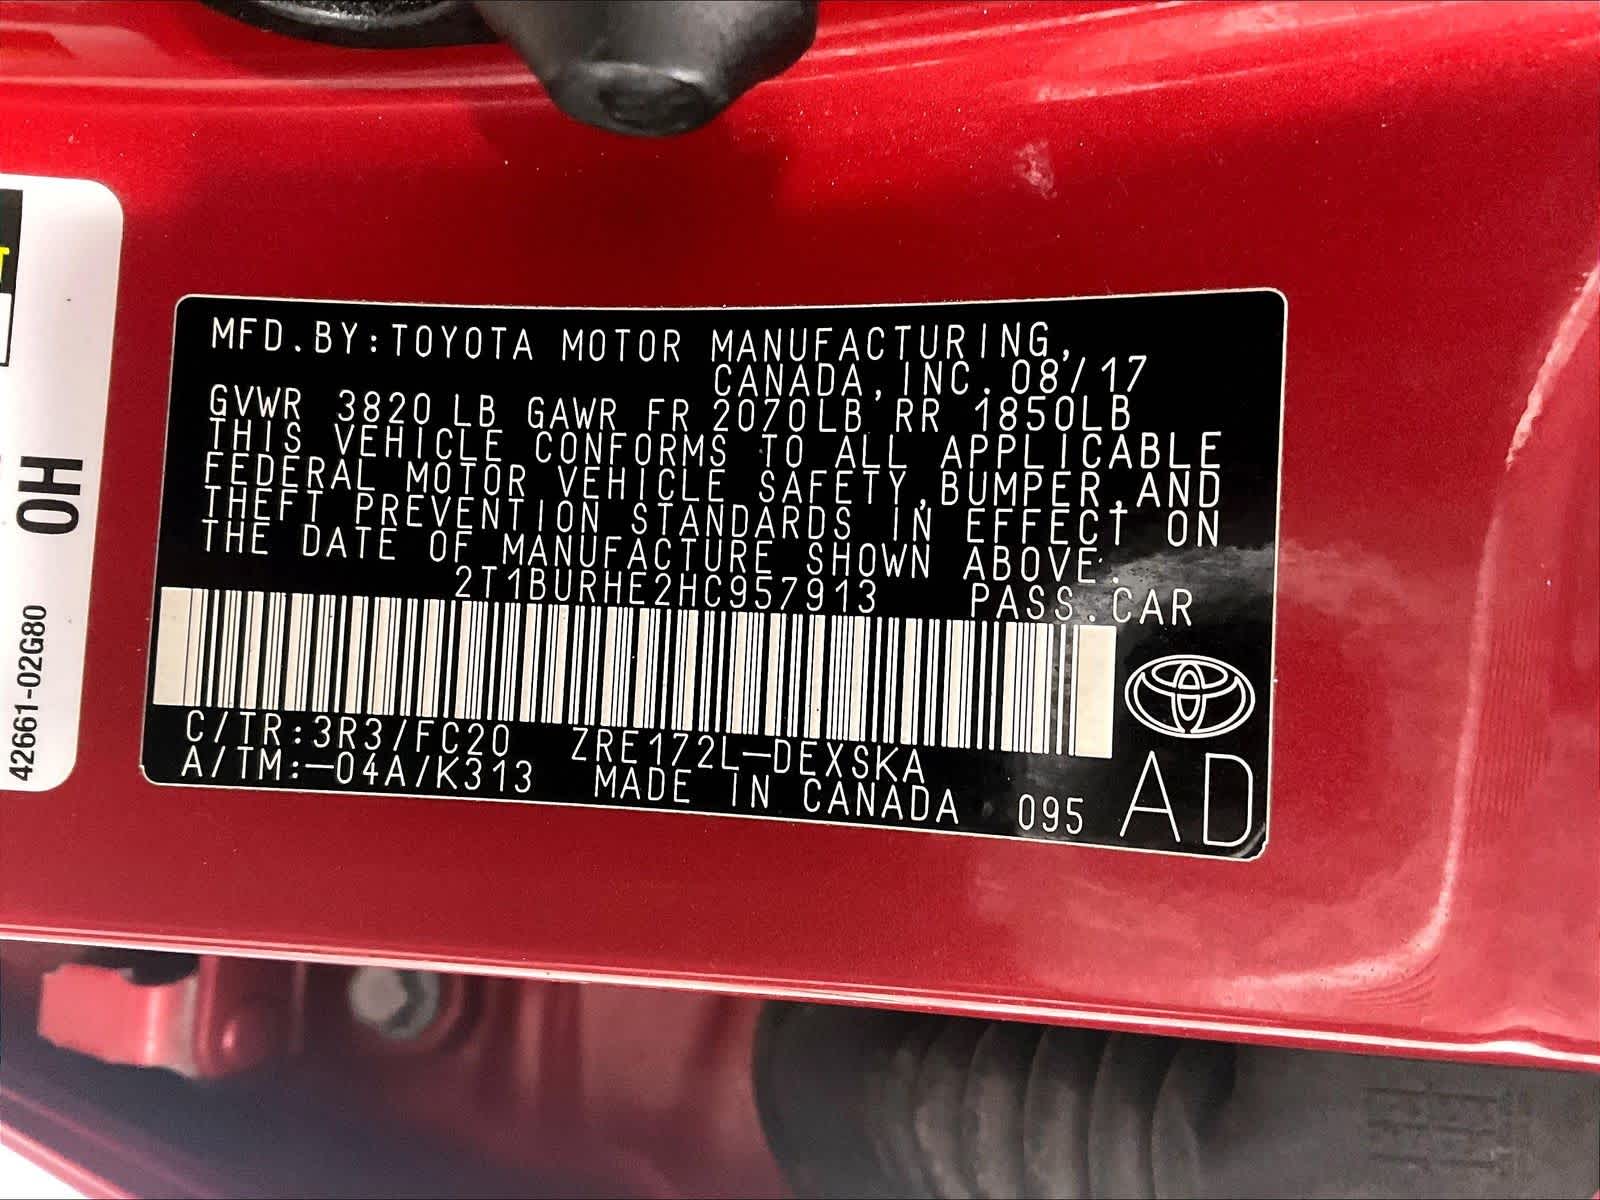 MFD.BY:TOYOTA MOTOR MANUFACTURING,
CANADA,INC. 08/17
GVWR 3820 LB GAWR FR 2070LB RR 1850LB
THIS VEHICLE CONFORMS TO ALL APPLICABLE
FEDERAL MOTOR VEHICLE SAFETY,BUMPER,AND
THEFT PREVENTION STANDARDS IN EFFECT ON
THE DATE OF MANUFACTURE SHOWN ABOVE.
2T1BURHE2HC957913 PASS.CAR
C/TR:3R3/FC20 ZRE172L-DEXSKA
A/TM:-04A/K313 MADE IN CANADA 095 AD
0H
42661-02G80